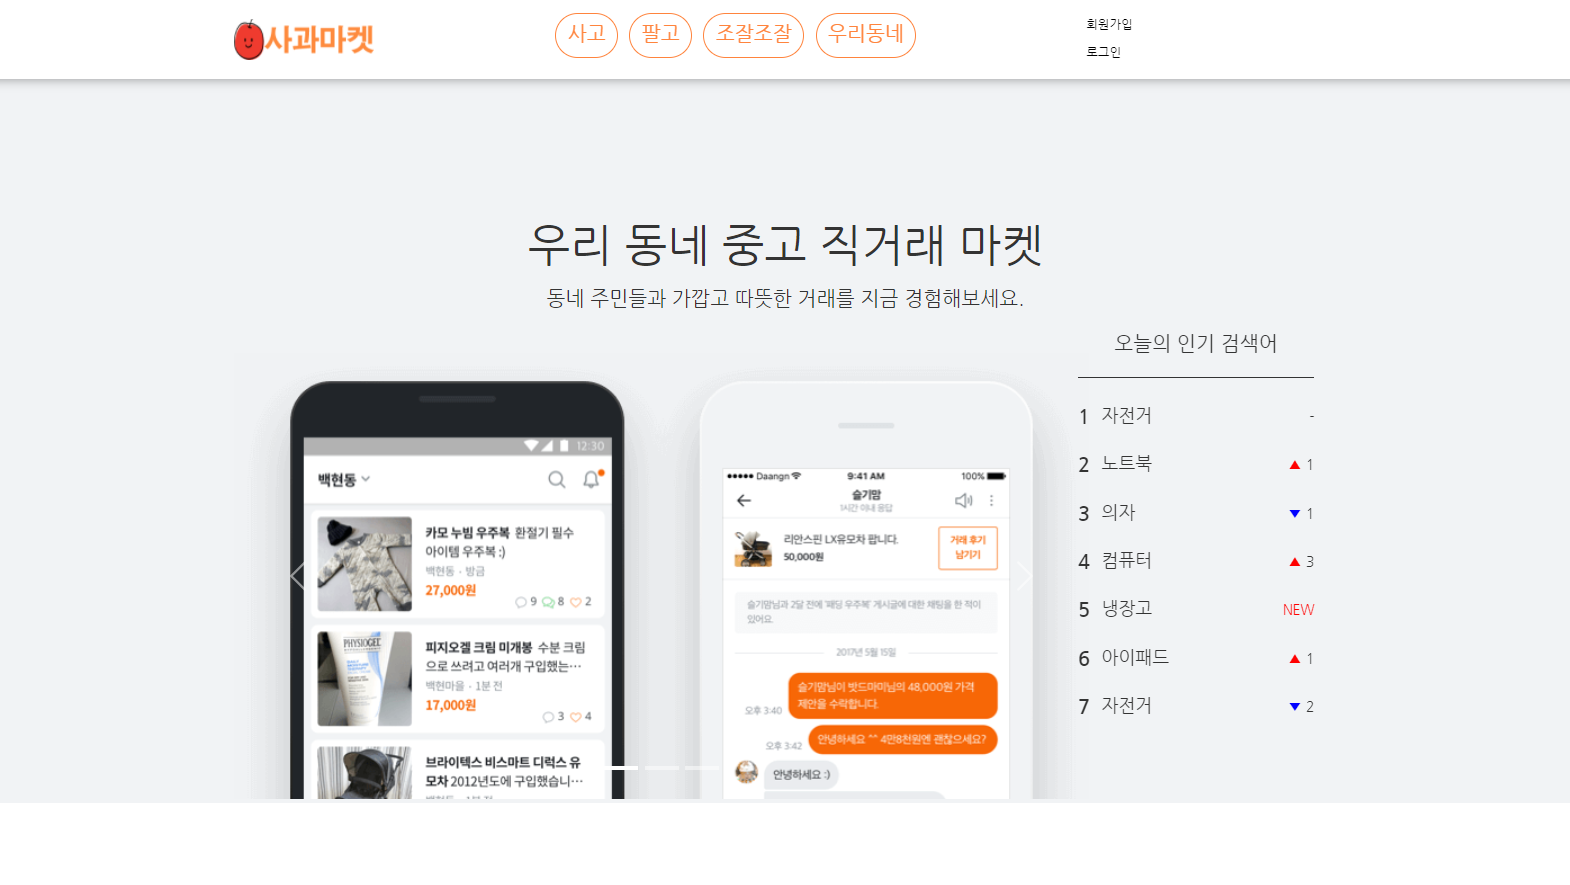 사과마켓
사고 팔고 조잘조잘 우리동네
회원가입
로그인
우리 동네 중고 직거래 마켓
동네 주민들과 가깝고 따뜻한 거래를 지금 경험해보세요.
오늘의 인기 검색어
1 자전거 -
2 노트북 ▲ 1
3 의자 ▼ 1
4 컴퓨터 ▲ 3
5 냉장고 NEW
6 아이패드 ▲ 1
7 자전거 ▼ 2
12:30
백현동
카모 누빔 우주복 환절기 필수
아이템 우주복 :)
백현동 · 방금
27,000원
9 8 2
PHYSIOGEL
피지오겔 크림 미개봉 수분 크림
으로 쓰려고 여러개 구입했는…
백현마을 · 1분 전
17,000원
3 4
브라이텍스 비스마트 디럭스 유
모차 2012년도에 구입했습니…
Daangn 9:41 AM 100%
슬기맘
1시간 이내 응답
리안스핀 LX유모차 팝니다.
50,000원
거래 후기
남기기
슬기맘님과 2달 전에 '패딩 우주복' 게시글에 대한 채팅을 한 적이
있어요.
2017년 5월 15일
슬기맘님이 밧드마미님의 48,000원 가격
제안을 수락합니다.
오후 3:40
안녕하세요 ^^ 4만8천원엔 괜찮으세요?
오후 3:42
안녕하세요 :)